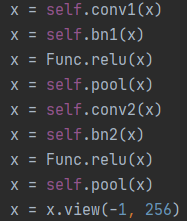 x = self.conv1(x)
x = self.bn1(x)
x = Func.relu(x)
x = self.pool(x)
x = self.conv2(x)
x = self.bn2(x)
x = Func.relu(x)
x = self.pool(x)
x = x.view(-1, 256)